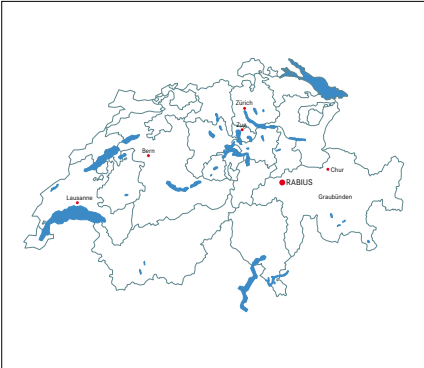 Zürich
Zug
Bern
Chur
RABIUS
Graubünden
Lausanne